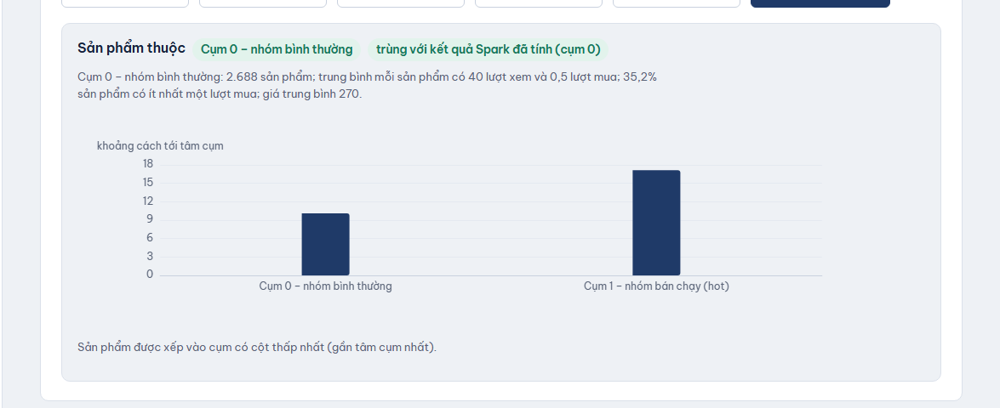 Sản phẩm thuộc Cụm 0 – nhóm bình thường trùng với kết quả Spark đã tính (cụm 0)
Cụm 0 – nhóm bình thường: 2.688 sản phẩm; trung bình mỗi sản phẩm có 40 lượt xem và 0,5 lượt mua; 35,2%
sản phẩm có ít nhất một lượt mua; giá trung bình 270.
khoảng cách tới tâm cụm
18
15
12
9
6
3
0
Cụm 0 – nhóm bình thường Cụm 1 – nhóm bán chạy (hot)
Sản phẩm được xếp vào cụm có cột thấp nhất (gần tâm cụm nhất).